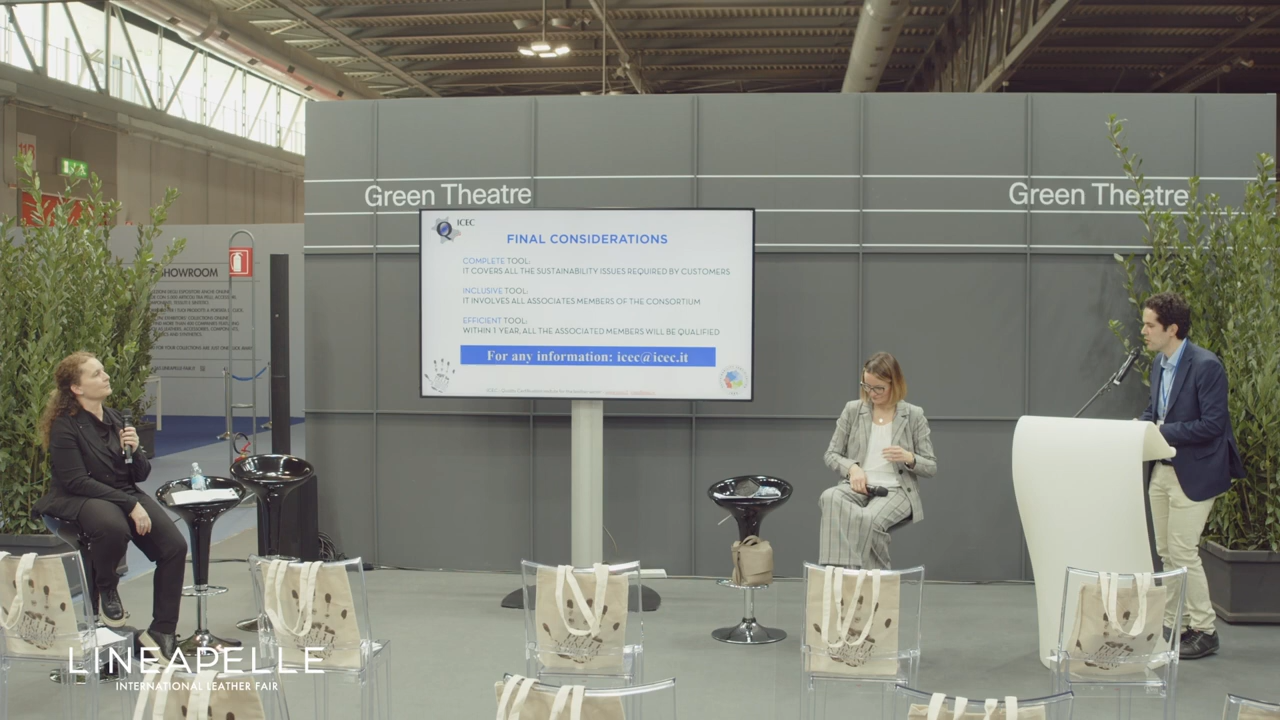 Green Theatre
Green Theatre
ICEC
FINAL CONSIDERATIONS
COMPLETE TOOL:
IT COVERS ALL THE SUSTAINABILITY ISSUES REQUIRED BY CUSTOMERS
INCLUSIVE TOOL:
IT INVOLVES ALL ASSOCIATES MEMBERS OF THE CONSORTIUM
EFFICIENT TOOL:
WITHIN 1 YEAR, ALL THE ASSOCIATED MEMBERS WILL BE QUALIFIED
For any information: icec@icec.it
SHOWROOM
LINEAPELLE
INTERNATIONAL LEATHER FAIR